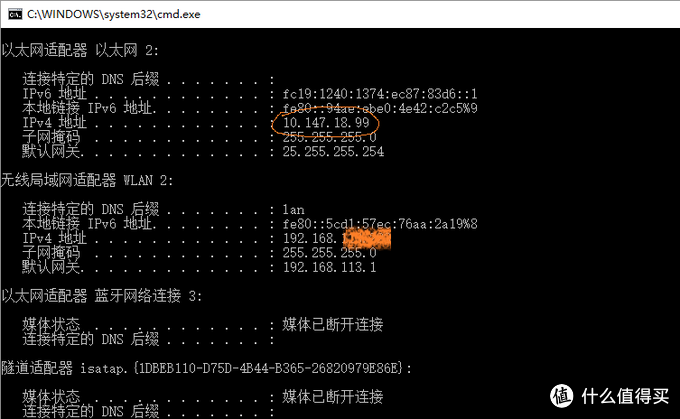 C:\WINDOWS\system32\cmd.exe
以太网适配器 以太网 2:
连接特定的 DNS 后缀 . . . . . . . :
IPv6 地址 . . . . . . . . . . . . : fc19:1240:1374:ec87:83d6::1
本地链接 IPv6 地址. . . . . . . . : fe80::94ae:ebe0:4e42:c2c5%9
IPv4 地址 . . . . . . . . . . . . : 10.147.18.99
子网掩码 . . . . . . . . . . . . : 255.255.255.0
默认网关. . . . . . . . . . . . . : 25.255.255.254
无线局域网适配器 WLAN 2:
连接特定的 DNS 后缀 . . . . . . . : lan
本地链接 IPv6 地址. . . . . . . . : fe80::5cd1:57ec:76aa:2a19%8
IPv4 地址 . . . . . . . . . . . . : 192.168.
子网掩码 . . . . . . . . . . . . : 255.255.255.0
默认网关. . . . . . . . . . . . . : 192.168.113.1
以太网适配器 蓝牙网络连接 3:
媒体状态 . . . . . . . . . . . . : 媒体已断开连接
连接特定的 DNS 后缀 . . . . . . . :
隧道适配器 isatap.{1DBEB110-D75D-4B44-B365-26820979E86E}:
媒体状态 . . . . . . . . . . . . : 媒体已断开连接
连接特定的 DNS 后缀 . . . . . . . :
值 什么值得买